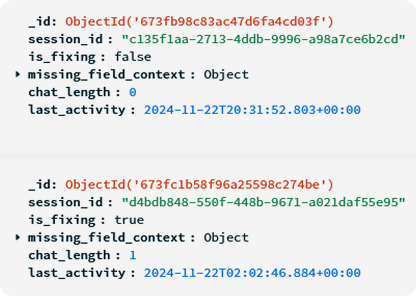 _id: ObjectId('673fb98c83ac47d6fa4cd03f')
session_id : "c135f1aa-2713-4ddb-9996-a98a7ce6b2cd"
is_fixing : false
missing_field_context : Object
chat_length : 0
last_activity : 2024-11-22T20:31:52.803+00:00
_id: ObjectId('673fc1b58f96a25598c274be')
session_id : "d4bdb848-550f-448b-9671-a021daf55e95"
is_fixing : true
missing_field_context : Object
chat_length : 1
last_activity : 2024-11-22T02:02:46.884+00:00